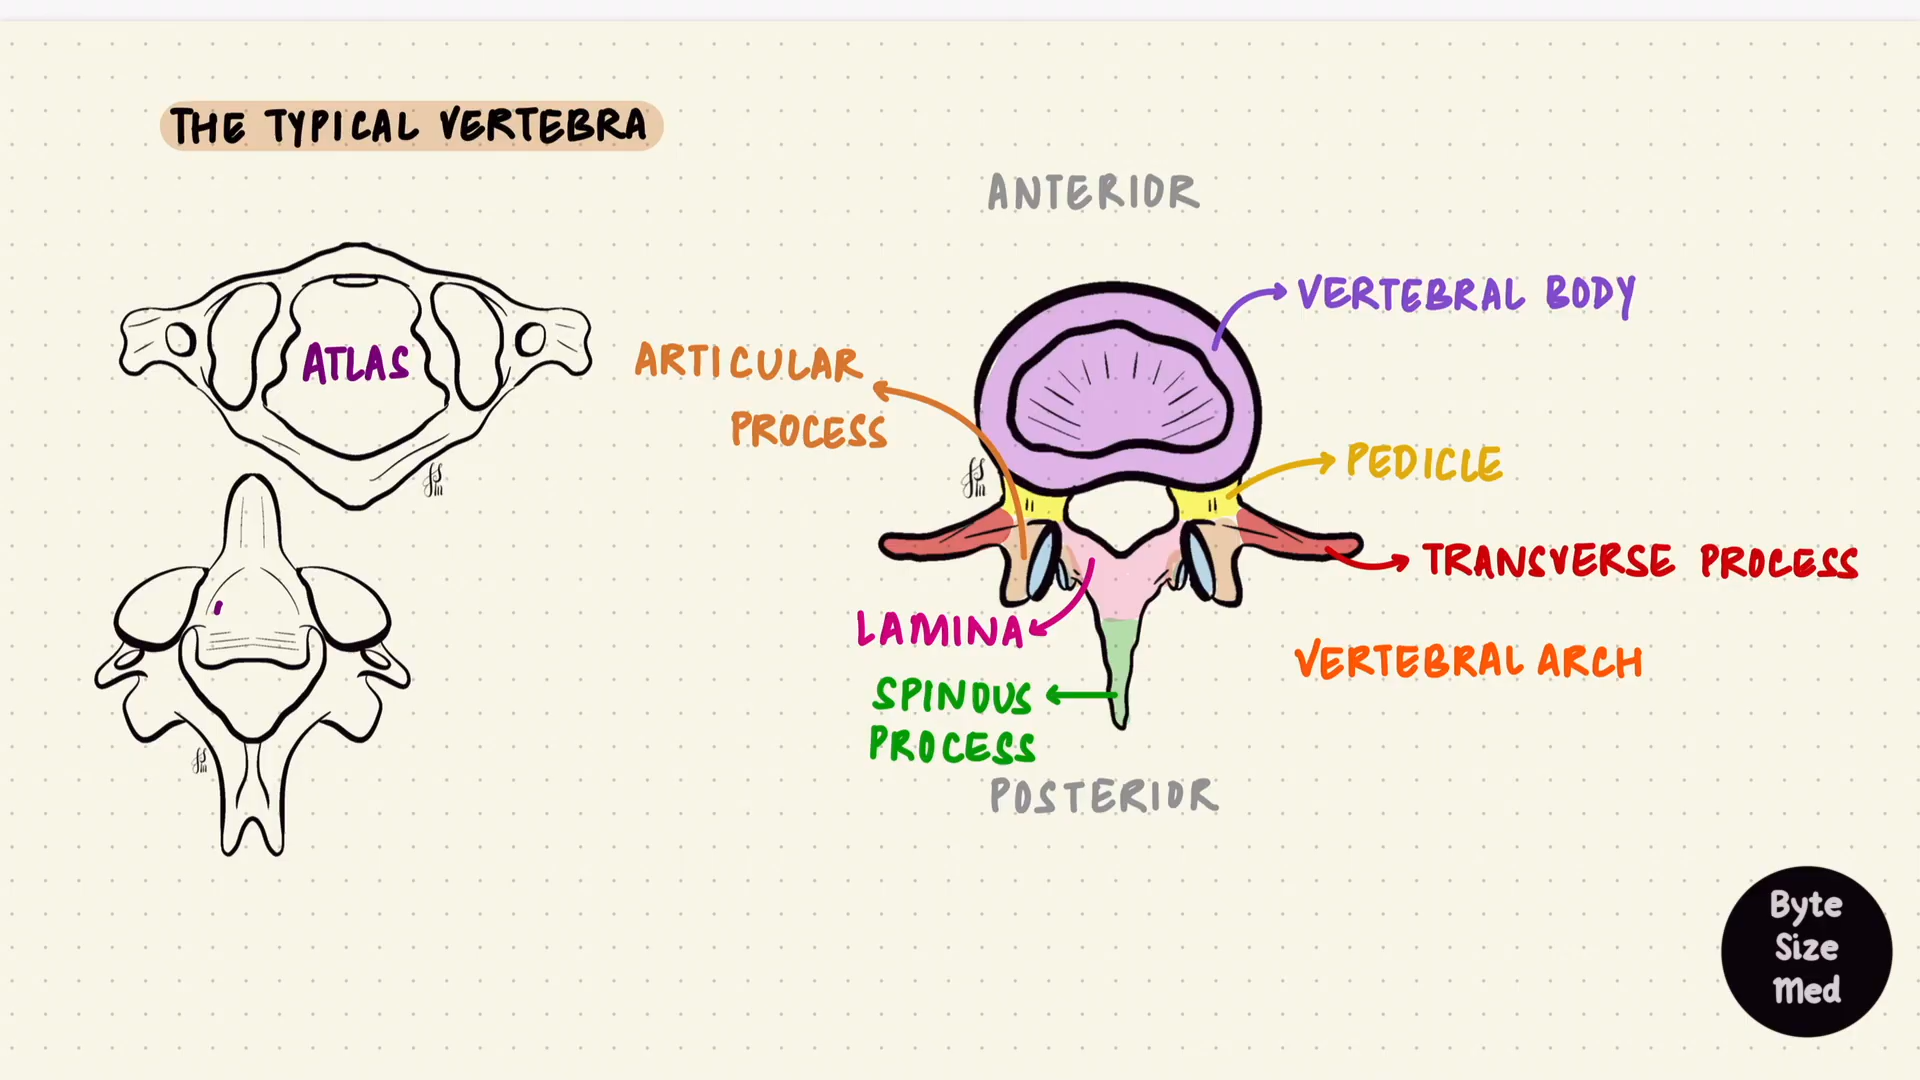 THE TYPICAL VERTEBRA
ANTERIOR
VERTEBRAL BODY
ATLAS
ARTICULAR
PROCESS
PEDICLE
TRANSVERSE PROCESS
LAMINA
VERTEBRAL ARCH
SPINOUS
PROCESS
POSTERIOR
Byte
Size
Med